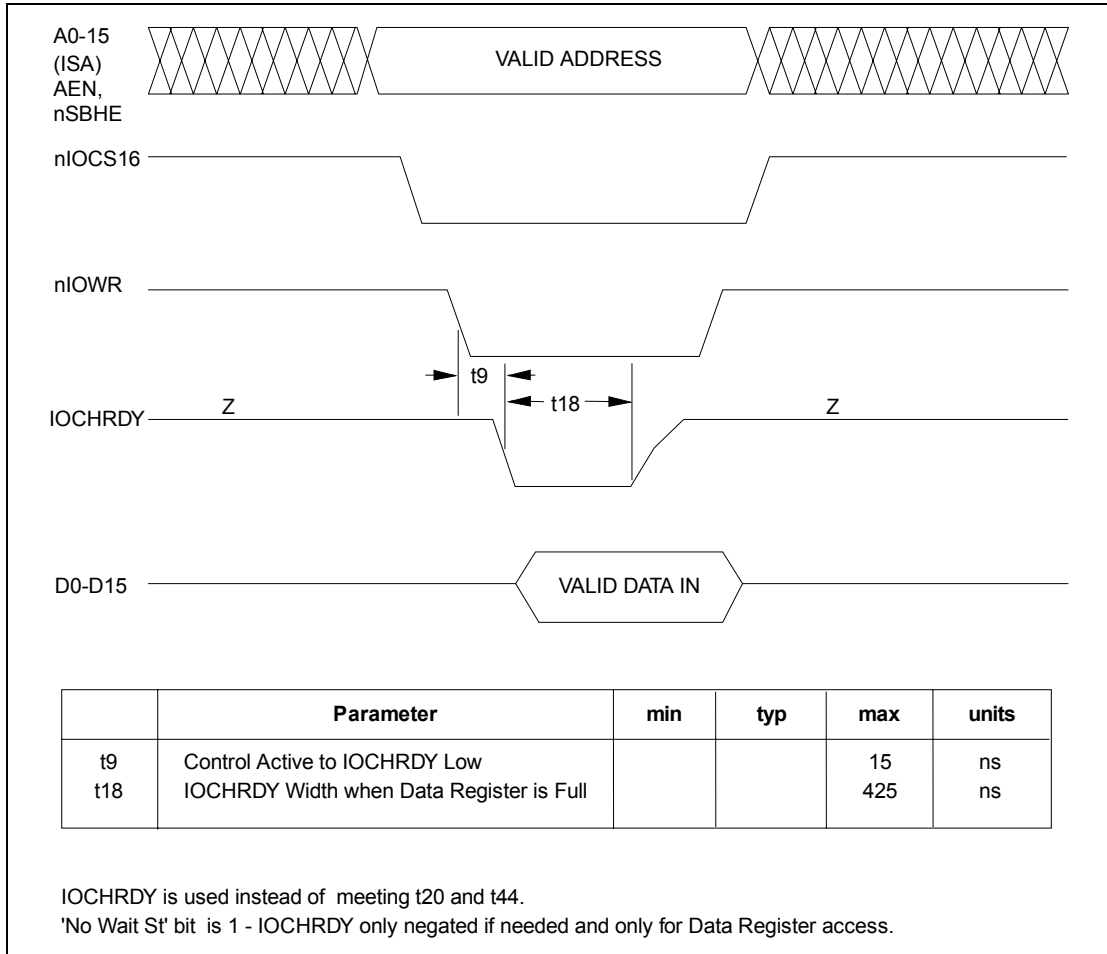 A0-15
(ISA)
AEN,
nSBHE
VALID ADDRESS
nIOCS16
nIOWR
t9
t18
IOCHRDY
Z
Z
D0-D15
VALID DATA IN
Parameter min typ max units
t9 Control Active to IOCHRDY Low 15 ns
t18 IOCHRDY Width when Data Register is Full 425 ns
IOCHRDY is used instead of meeting t20 and t44.
'No Wait St' bit is 1 - IOCHRDY only negated if needed and only for Data Register access.